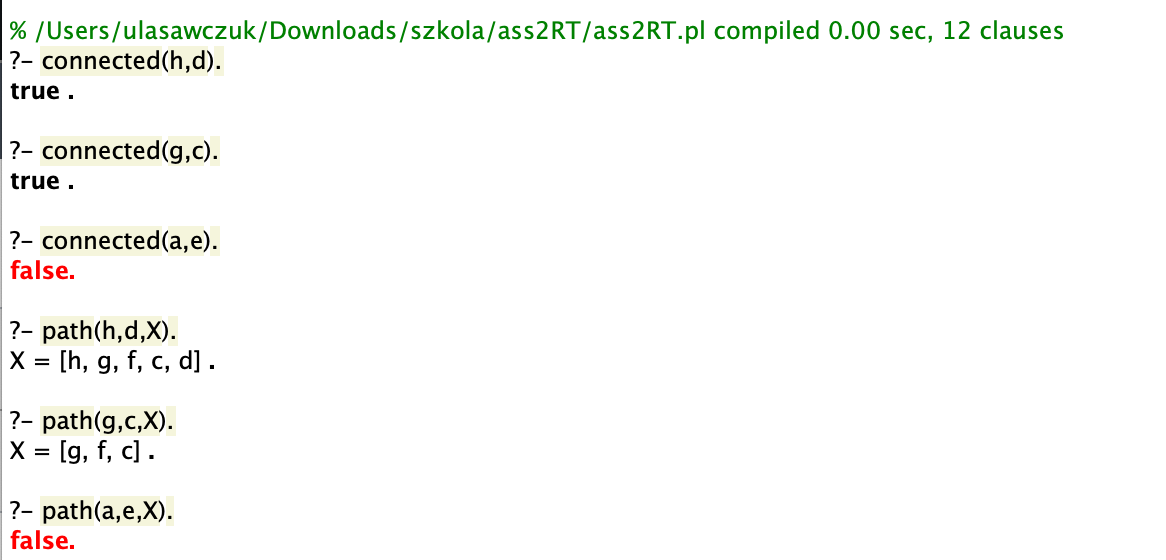 % /Users/ulasawczuk/Downloads/szkola/ass2RT/ass2RT.pl compiled 0.00 sec, 12 clauses
?- connected(h,d).
true .
?- connected(g,c).
true .
?- connected(a,e).
false.
?- path(h,d,X).
X = [h, g, f, c, d] .
?- path(g,c,X).
X = [g, f, c] .
?- path(a,e,X).
false.